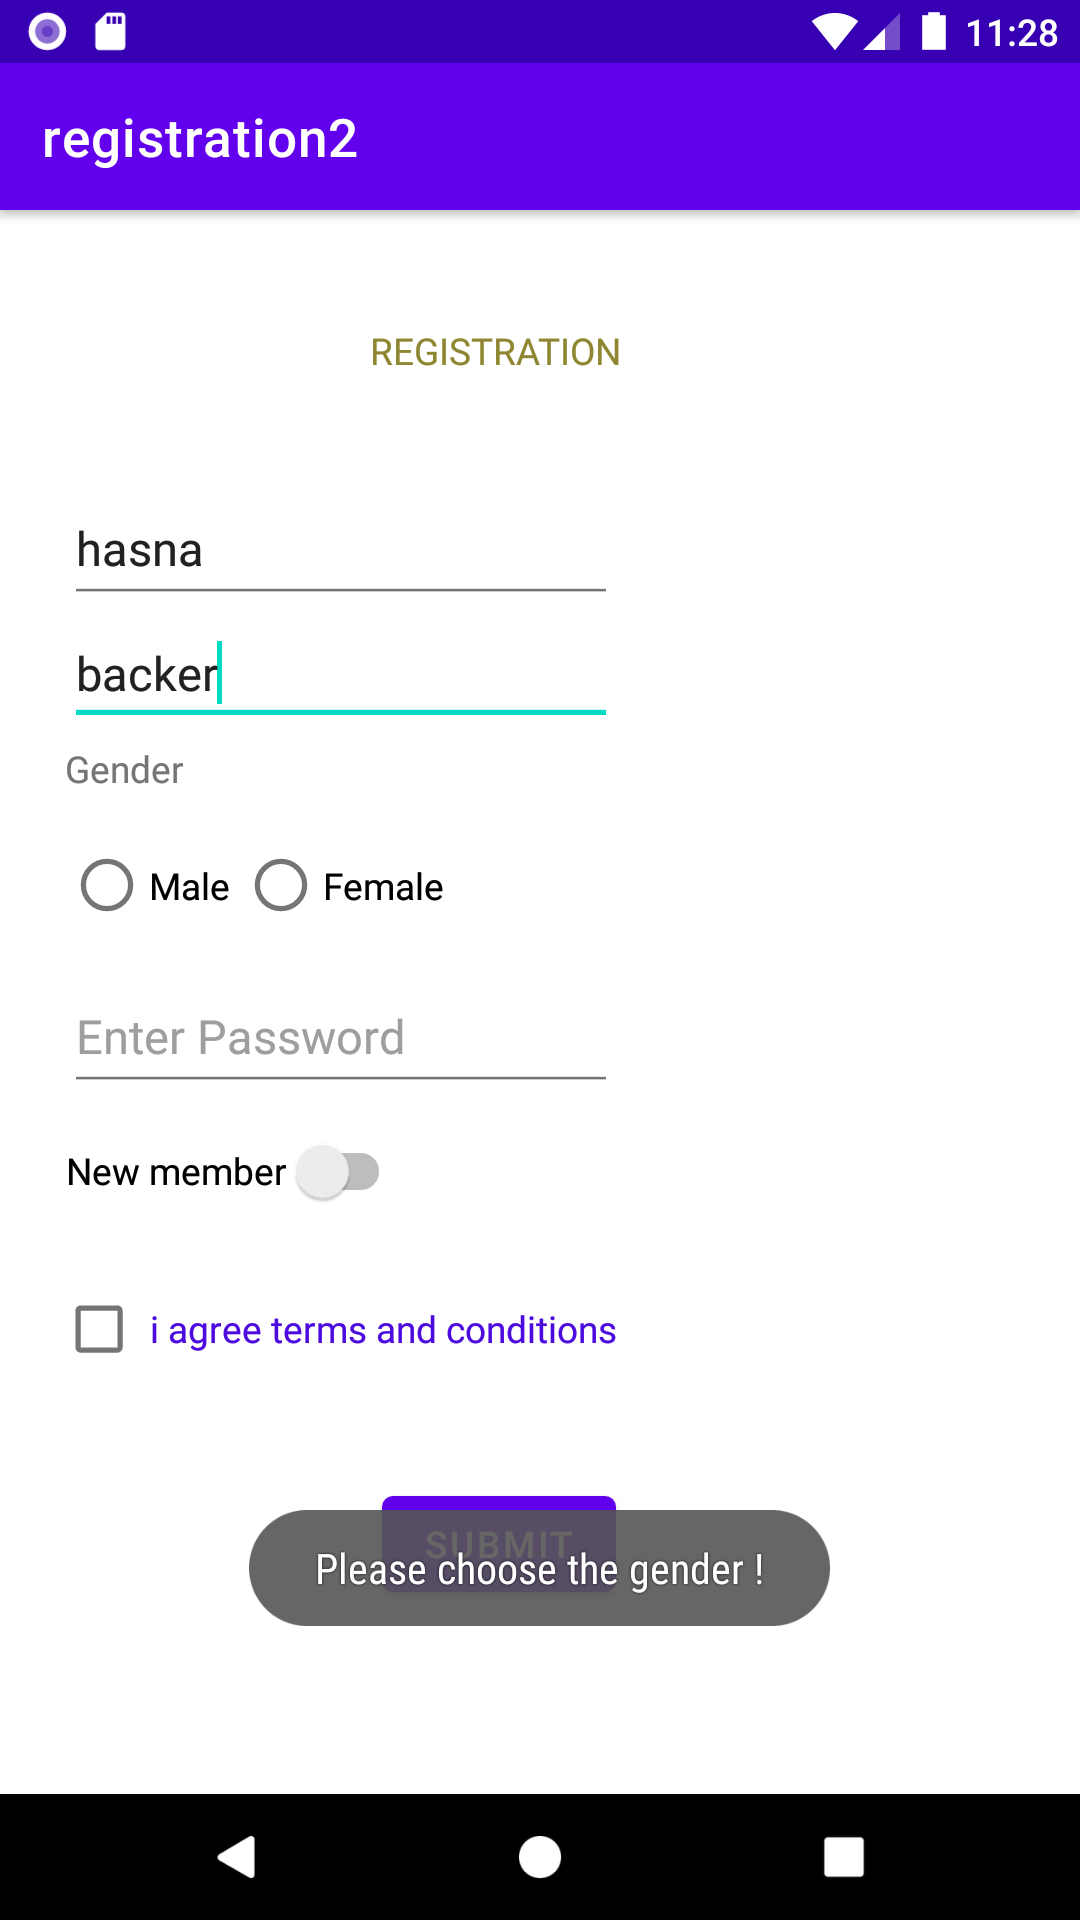 11:28
registration2
REGISTRATION
hasna
backer
Gender
Male Female
Enter Password
New member
i agree terms and conditions
SUBMIT
Please choose the gender !